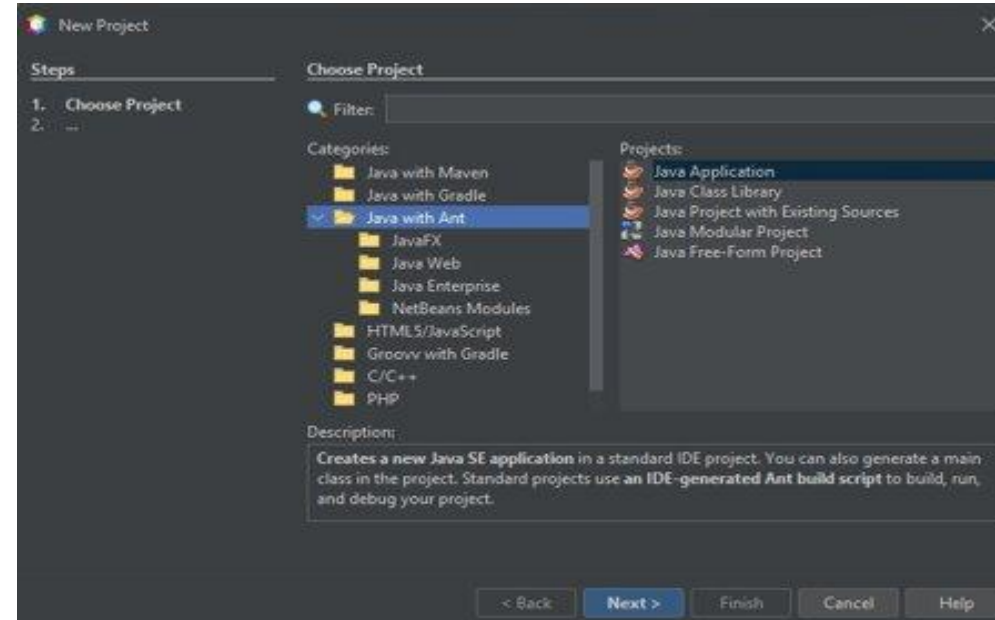 New Project
Steps
1. Choose Project
2. ...
Choose Project
Filter:
Categories:
Java with Maven
Java with Gradle
Java with Ant
JavaFX
Java Web
Java Enterprise
NetBeans Modules
HTML5/JavaScript
Groovy with Gradle
C/C++
PHP
Projects:
Java Application
Java Class Library
Java Project with Existing Sources
Java Modular Project
Java Free-Form Project
Description:
Creates a new Java SE application in a standard IDE project. You can also generate a main
class in the project. Standard projects use an IDE-generated Ant build script to build, run,
and debug your project.
< Back
Next >
Finish
Cancel
Help